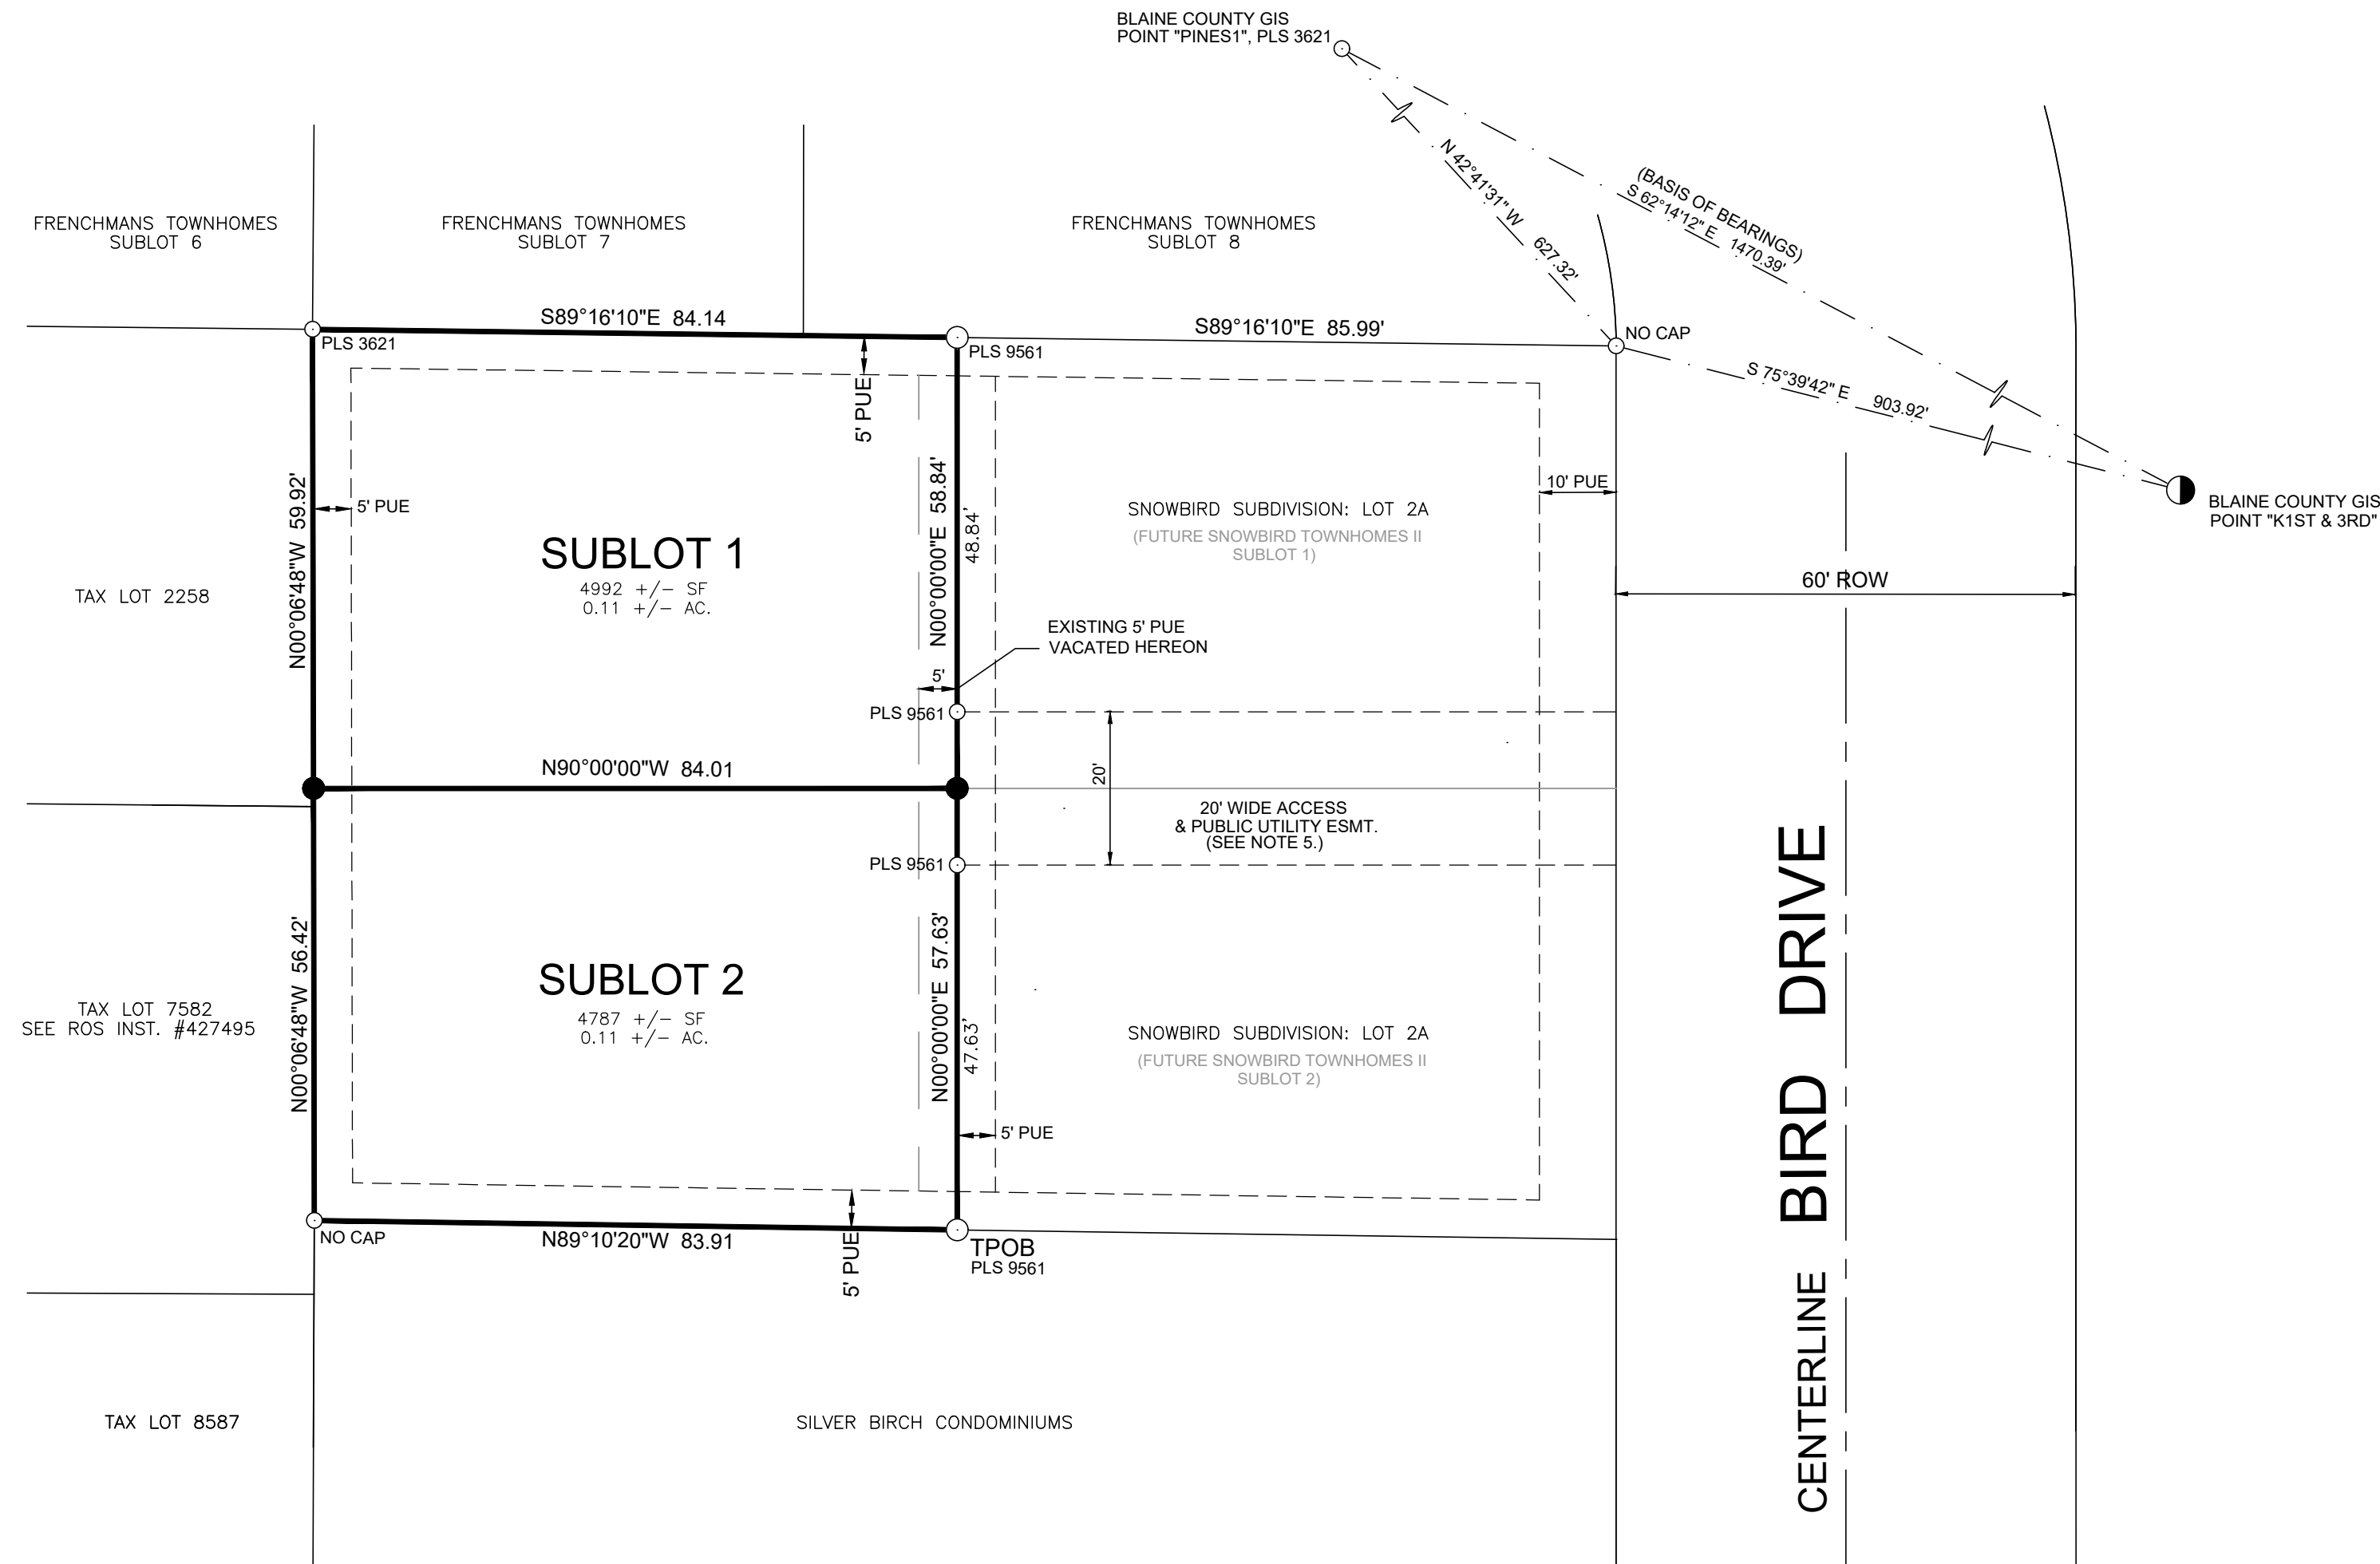 BLAINE COUNTY GIS
POINT "PINES1", PLS 3621
N 42°41'31" W 627.32'
(BASIS OF BEARINGS)
S 62°14'12" E 1470.39'
FRENCHMANS TOWNHOMES
SUBLOT 6
FRENCHMANS TOWNHOMES
SUBLOT 7
FRENCHMANS TOWNHOMES
SUBLOT 8
S89°16'10"E 84.14
S89°16'10"E 85.99'
NO CAP
PLS 3621
PLS 9561
S 75°39'42" E 903.92'
5' PUE
10' PUE
BLAINE COUNTY GIS
POINT "K1ST & 3RD"
N00°06'48"W 59.92'
5' PUE
N00°00'00"E 58.84'
48.84'
SNOWBIRD SUBDIVISION: LOT 2A
(FUTURE SNOWBIRD TOWNHOMES II
SUBLOT 1)
SUBLOT 1
4992 +/- SF
0.11 +/- AC.
TAX LOT 2258
60' ROW
EXISTING 5' PUE
VACATED HEREON
5'
PLS 9561
N90°00'00"W 84.01
20'
20' WIDE ACCESS
& PUBLIC UTILITY ESMT.
(SEE NOTE 5.)
PLS 9561
N00°06'48"W 56.42'
SUBLOT 2
4787 +/- SF
0.11 +/- AC.
N00°00'00"E 57.63'
47.63'
TAX LOT 7582
SEE ROS INST. #427495
SNOWBIRD SUBDIVISION: LOT 2A
(FUTURE SNOWBIRD TOWNHOMES II
SUBLOT 2)
5' PUE
CENTERLINE BIRD DRIVE
NO CAP
N89°10'20"W 83.91
5' PUE
TPOB
PLS 9561
TAX LOT 8587
SILVER BIRCH CONDOMINIUMS